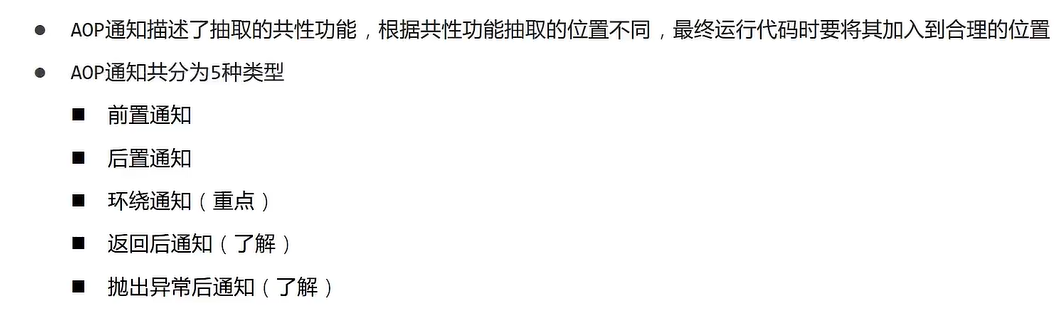 ● AOP通知描述了抽取的共性功能，根据共性功能抽取的位置不同，最终运行代码时要将其加入到合理的位置
● AOP通知共分为5种类型
■ 前置通知
■ 后置通知
■ 环绕通知（重点）
■ 返回后通知（了解）
■ 抛出异常后通知（了解）